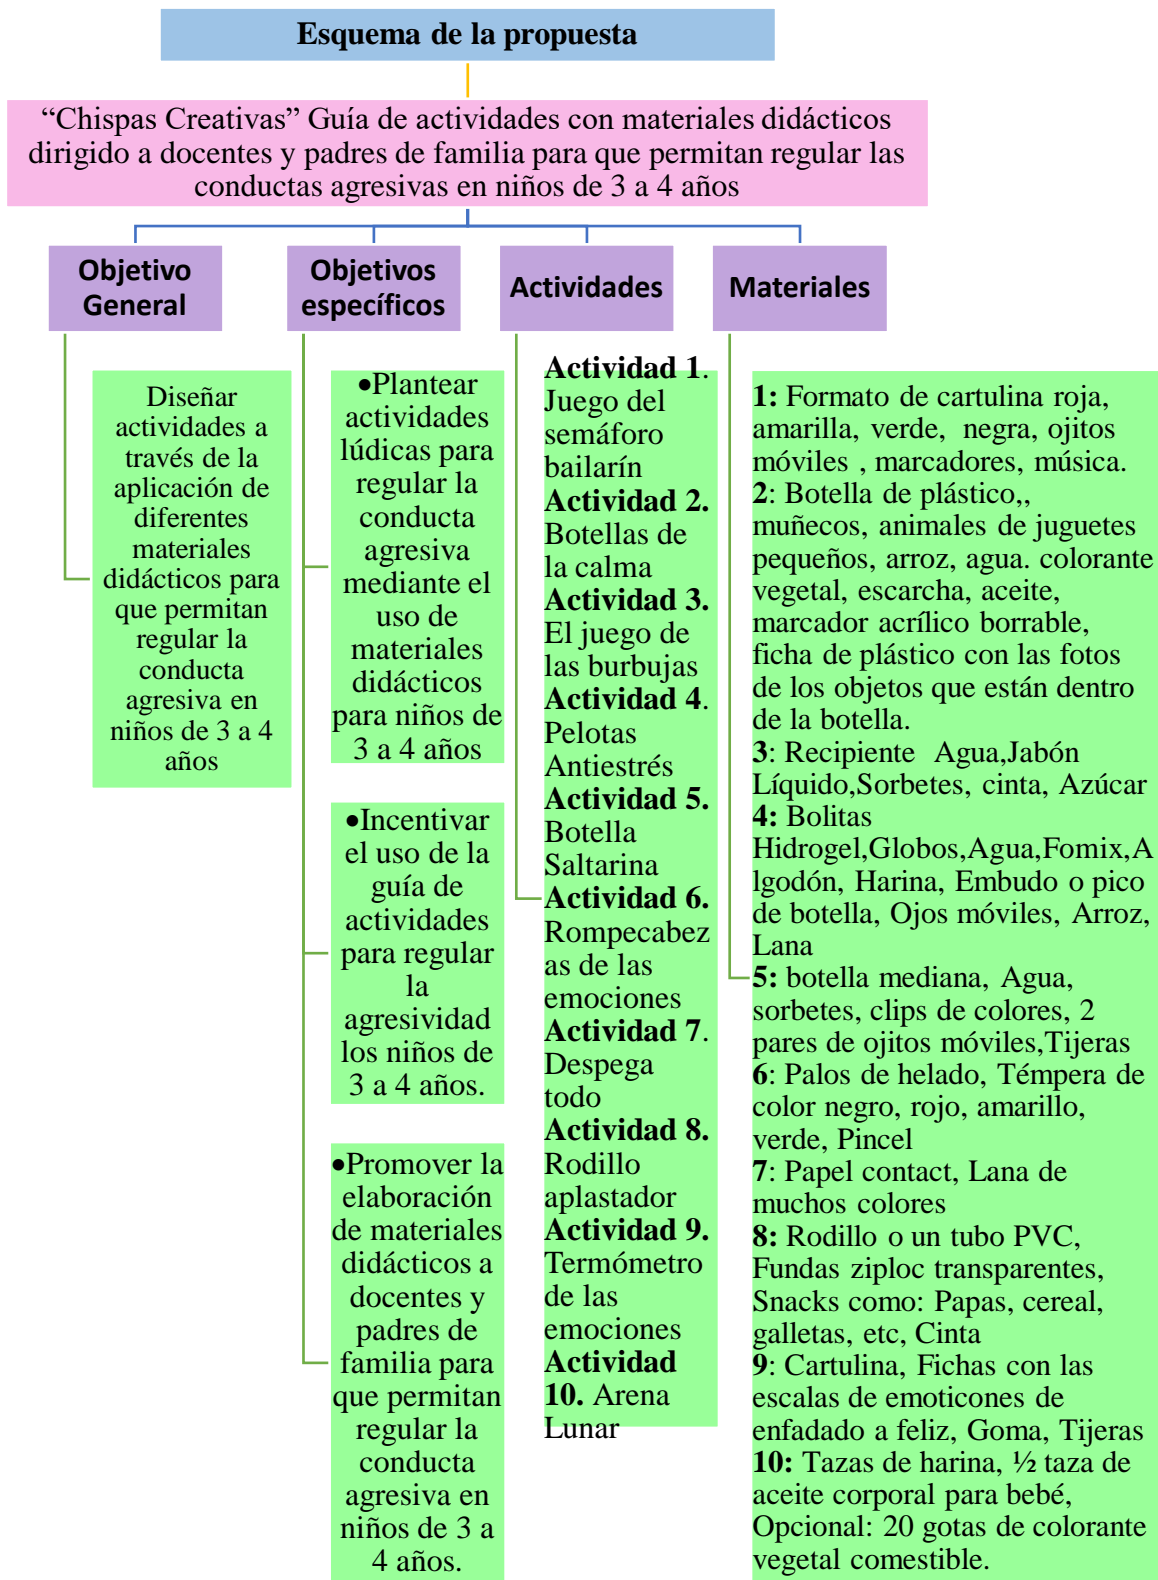 Esquema de la propuesta
“Chispas Creativas” Guía de actividades con materiales didácticos
dirigido a docentes y padres de familia para que permitan regular las
conductas agresivas en niños de 3 a 4 años
Objetivo
General
Diseñar
actividades a
través de la
aplicación de
diferentes
materiales
didácticos para
que permitan
regular la
conducta
agresiva en
niños de 3 a 4
años
Objetivos
específicos
•Plantear
actividades
lúdicas para
regular la
conducta
agresiva
mediante el
uso de
materiales
didácticos
para niños de
3 a 4 años
•Incentivar
el uso de la
guía de
actividades
para regular
la
agresividad
los niños de
3 a 4 años.
•Promover la
elaboración
de materiales
didácticos a
docentes y
padres de
familia para
que permitan
regular la
conducta
agresiva en
niños de 3 a
4 años.
Actividades
Actividad 1.
Juego del
semáforo
bailarín
Actividad 2.
Botellas de
la calma
Actividad 3.
El juego de
las burbujas
Actividad 4.
Pelotas
Antiestrés
Actividad 5.
Botella
Saltarina
Actividad 6.
Rompecabez
as de las
emociones
Actividad 7.
Despega
todo
Actividad 8.
Rodillo
aplastador
Actividad 9.
Termómetro
de las
emociones
Actividad
10. Arena
Lunar
Materiales
1: Formato de cartulina roja,
amarilla, verde, negra, ojitos
móviles , marcadores, música.
2: Botella de plástico,,
muñecos, animales de juguetes
pequeños, arroz, agua. colorante
vegetal, escarcha, aceite,
marcador acrílico borrable,
ficha de plástico con las fotos
de los objetos que están dentro
de la botella.
3: Recipiente Agua,Jabón
Líquido,Sorbetes, cinta, Azúcar
4: Bolitas
Hidrogel,Globos,Agua,Fomix,A
lgodón, Harina, Embudo o pico
de botella, Ojos móviles, Arroz,
Lana
5: botella mediana, Agua,
sorbetes, clips de colores, 2
pares de ojitos móviles,Tijeras
6: Palos de helado, Témpera de
color negro, rojo, amarillo,
verde, Pincel
7: Papel contact, Lana de
muchos colores
8: Rodillo o un tubo PVC,
Fundas ziploc transparentes,
Snacks como: Papas, cereal,
galletas, etc, Cinta
9: Cartulina, Fichas con las
escalas de emoticones de
enfadado a feliz, Goma, Tijeras
10: Tazas de harina, ½ taza de
aceite corporal para bebé,
Opcional: 20 gotas de colorante
vegetal comestible.